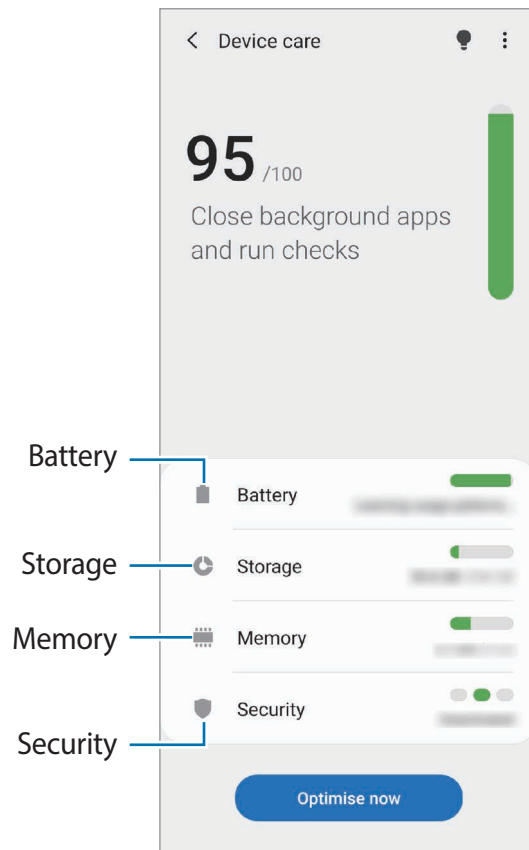 Device care
95 /100
Close background apps
and run checks
Battery
Battery
Storage
Storage
Memory
Memory
Security
Security
Optimise now